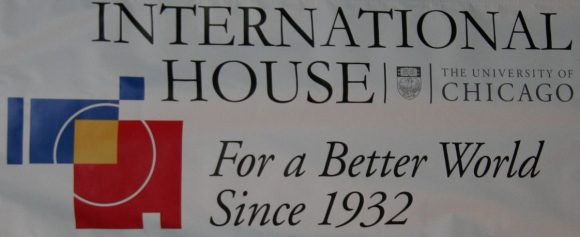 INTERNATIONAL
HOUSE
THE UNIVERSITY OF
CHICAGO
For a Better World
Since 1932